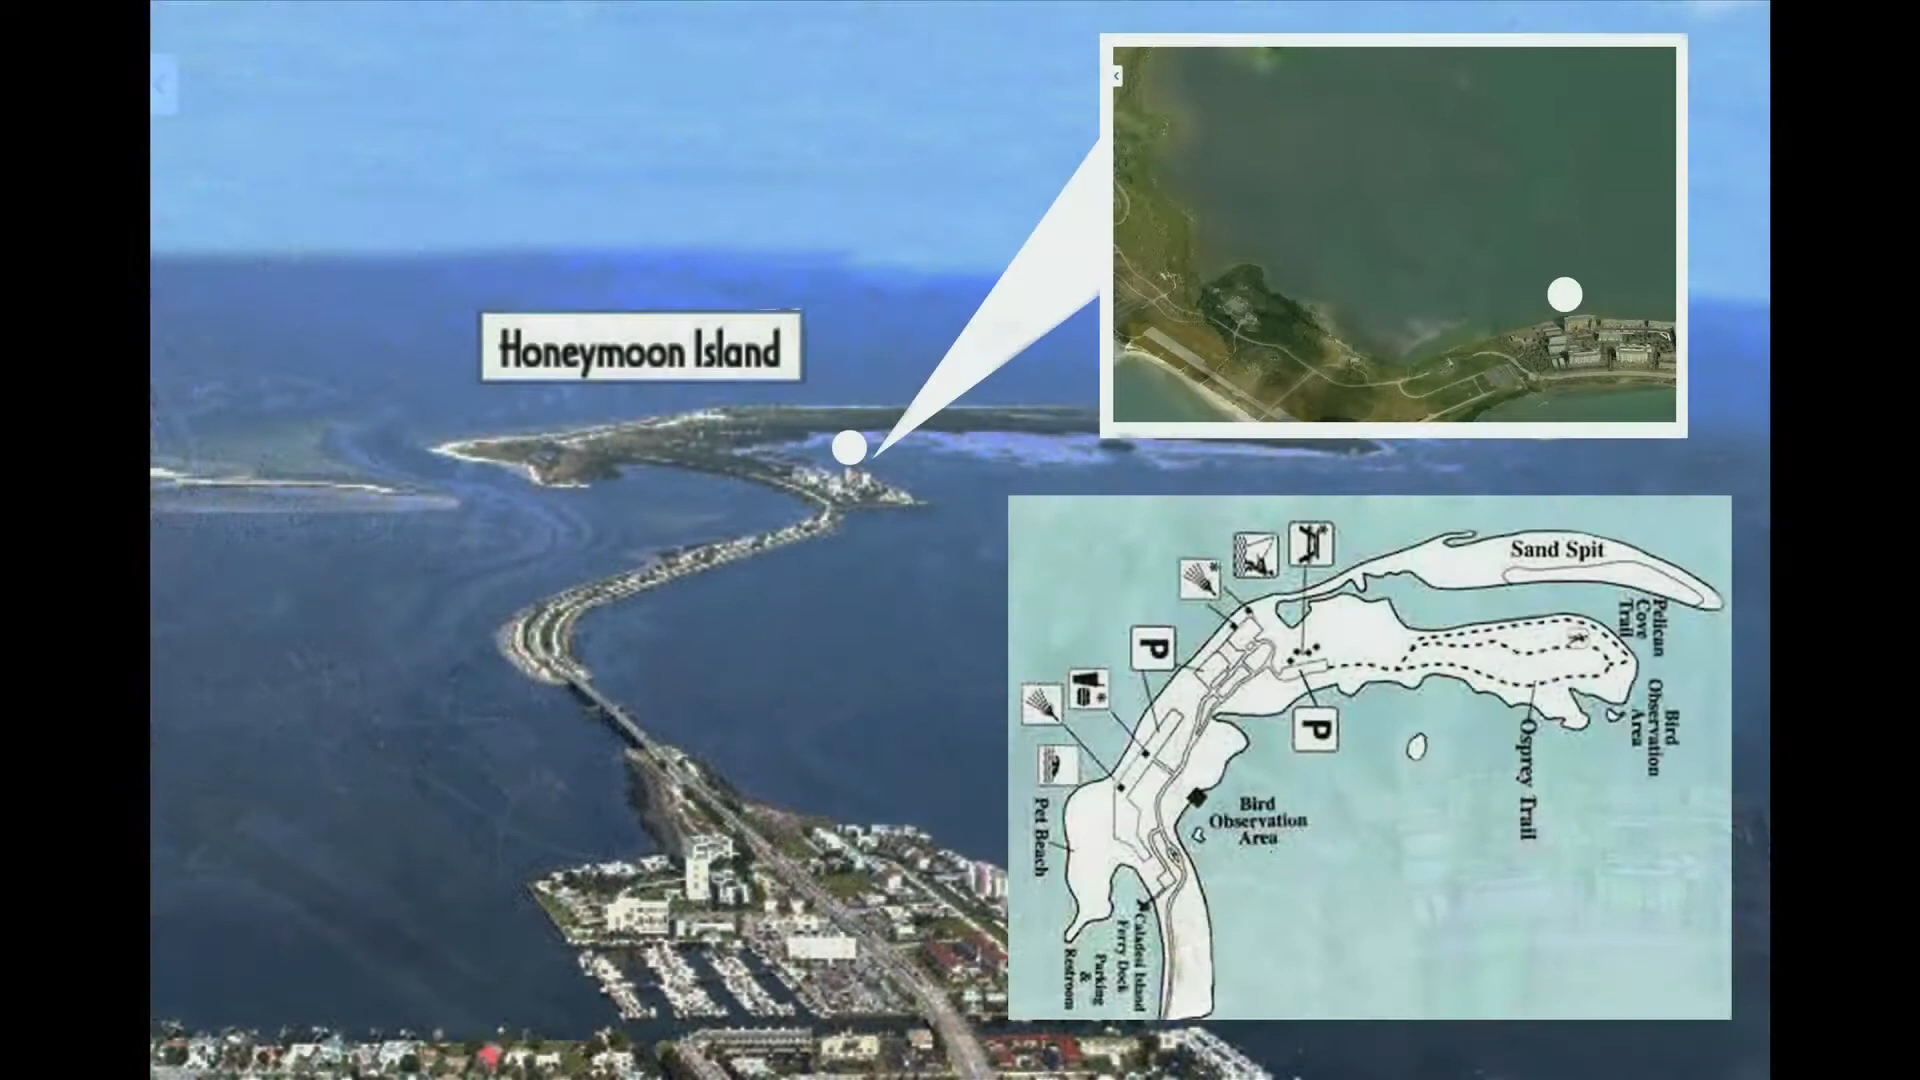 Honeymoon Island
Sand Spit
Pelican
Cove
Trail
Bird
Observation
Area
Osprey Trail
P
P
Bird
Observation
Area
Pet Beach
Caladesi Island
Ferry Dock
Parking
&
Restroom